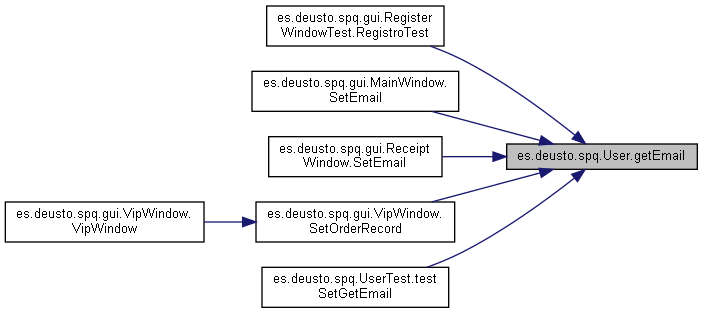 es.deusto.spq.gui.Register
WindowTest.RegistroTest
es.deusto.spq.gui.MainWindow.
SetEmail
es.deusto.spq.gui.Receipt
Window.SetEmail
es.deusto.spq.User.getEmail
es.deusto.spq.gui.VipWindow.
VipWindow
es.deusto.spq.gui.VipWindow.
SetOrderRecord
es.deusto.spq.UserTest.test
SetGetEmail